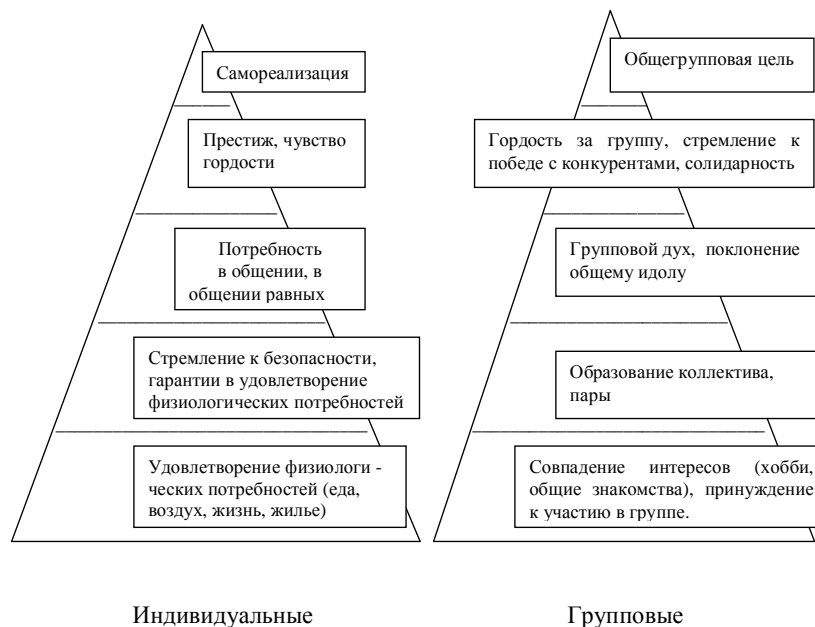 Самореализация
Престиж, чувство
гордости
Потребность
в общении, в
общении равных
Стремление к безопасности,
гарантии в удовлетворение
физиологических потребностей
Удовлетворение физиологи -
ческих потребностей (еда,
воздух, жизнь, жилье)
Индивидуальные
Общегрупповая цель
Гордость за группу, стремление к
победе с конкурентами, солидарность
Групповой дух, поклонение
общему идолу
Образование коллектива,
пары
Совпадение интересов (хобби,
общие знакомства), принуждение
к участию в группе.
Групповые